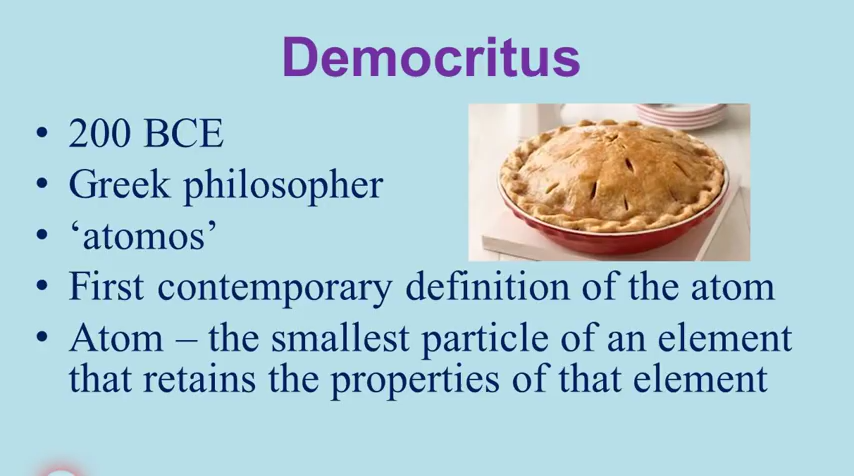 Democritus
• 200 BCE
• Greek philosopher
• ‘atomos’
• First contemporary definition of the atom
• Atom – the smallest particle of an element
that retains the properties of that element